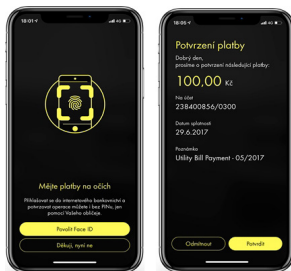 18:01
4G
Mějte platby na očích
Přihlašovat se do internetového bankovnictví a
potvrzovat operace můžete i bez PINu, jen
pomocí Vašeho obličeje.
Povolit Face ID
Děkuji, nyní ne
18:05
4G
Potvrzení platby
Dobrý den,
prosíme o potvrzení následující platby:
100,00 Kč
Na účet
238400856/0300
Datum splatnosti
29.6.2017
Poznámka
Utility Bill Payment - 05/2017
Odmítnout
Potvrdit